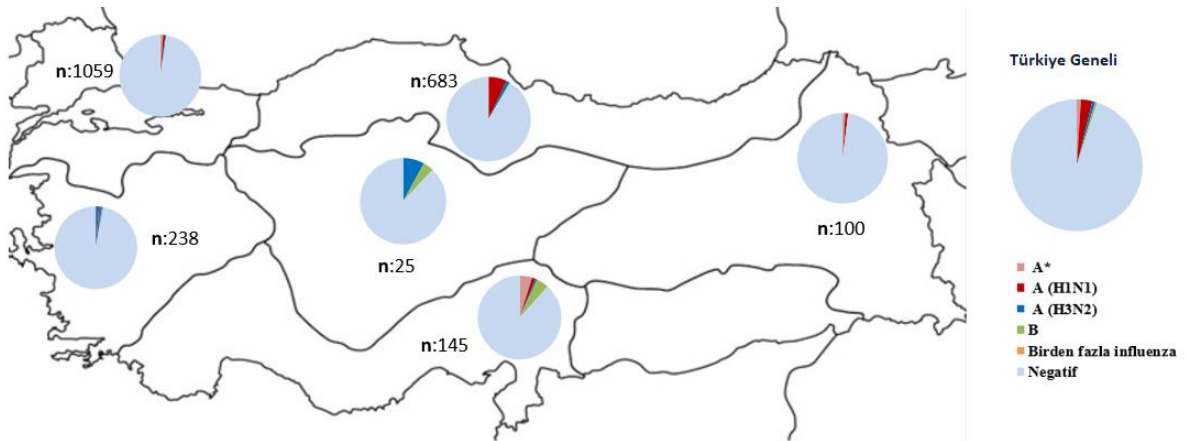 n:1059
n:683
n:238
n:25
n:100
n:145
Türkiye Geneli
A*
A (H1N1)
A (H3N2)
B
Birden fazla influenza
Negatif